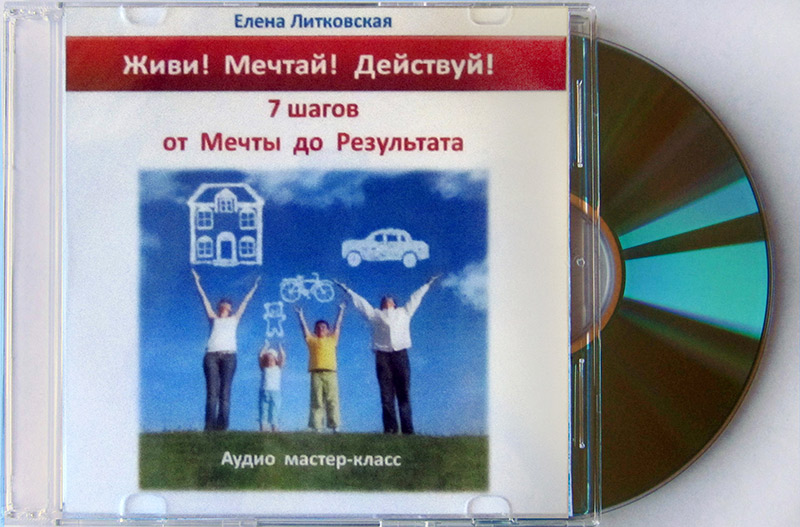 Елена Литковская
Живи! Мечтай! Действуй!
7 шагов
от Мечты до Результата
Аудио мастер-класс